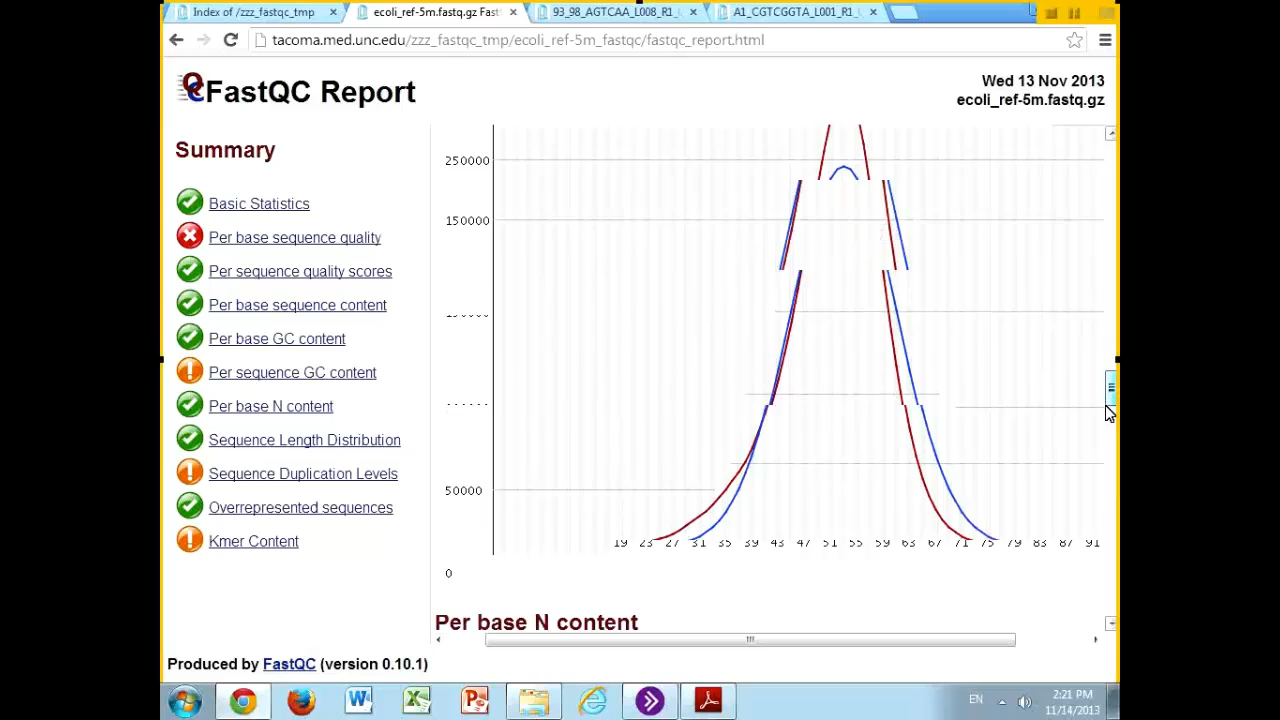 Index of /zzz_fastqc_tmp
ecoli_ref-5m.fastq.gz Fast
93_98_AGTCAA_L008_R1_
A1_CGTCGGTA_L001_R1_
tacoma.med.unc.edu/zzz_fastqc_tmp/ecoli_ref-5m_fastqc/fastqc_report.html
FastQC Report
Wed 13 Nov 2013
ecoli_ref-5m.fastq.gz
Summary
Basic Statistics
Per base sequence quality
Per sequence quality scores
Per base sequence content
Per base GC content
Per sequence GC content
Per base N content
Sequence Length Distribution
Sequence Duplication Levels
Overrepresented sequences
Kmer Content
250000
150000
50000
0
19 23 27 31 35 39 43 47 51 55 59 63 67 71 75 79 83 87 91
Per base N content
Produced by FastQC (version 0.10.1)
EN
2:21 PM
11/14/2013